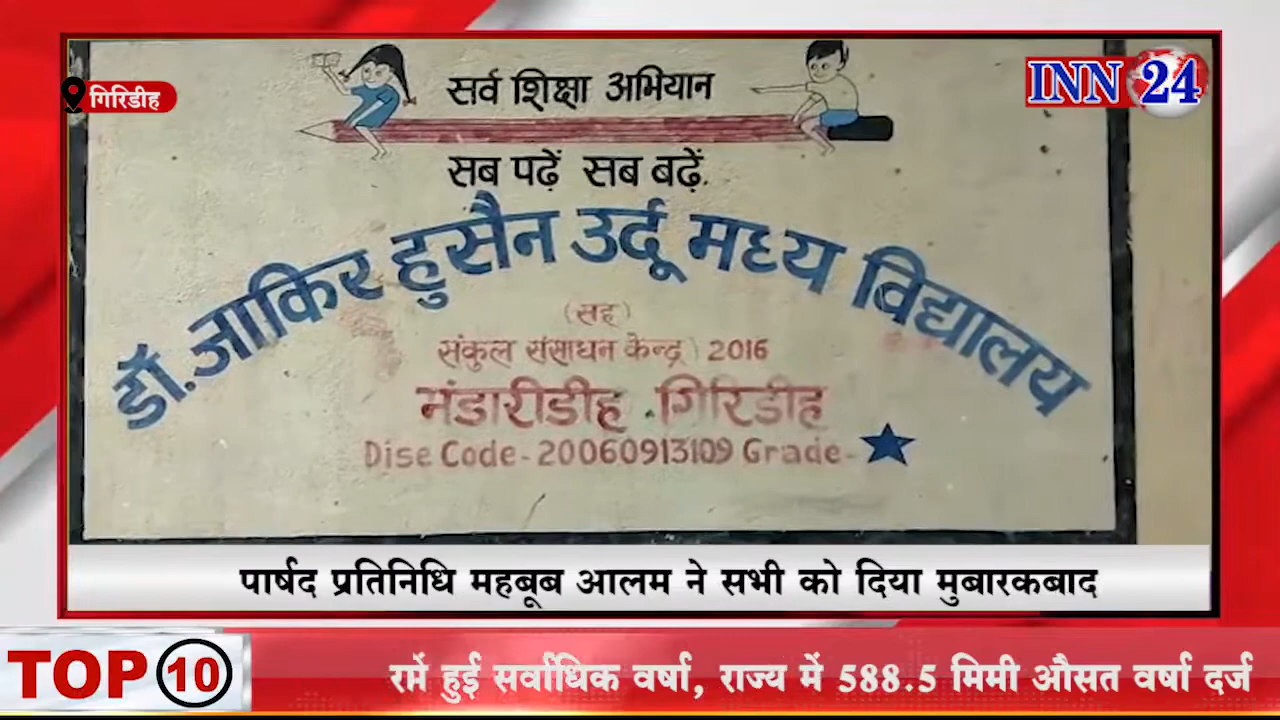 गिरिडीह
INN 24
सर्व शिक्षा अभियान
सब पढ़ें सब बढ़ें.
डॉ. जाकिर हुसैन उर्दू मध्य विद्यालय
(सह)
संकुल संसाधन केन्द्र) 2016
भंडारीडीह . गिरिडीह
Dise Code - 20060913109 Grade -
पार्षद प्रतिनिधि महबूब आलम ने सभी को दिया मुबारकबाद
TOP 10
हुई सर्वाधिक वर्षा, राज्य में 588.5 मिमी औसत वर्षा दर्ज